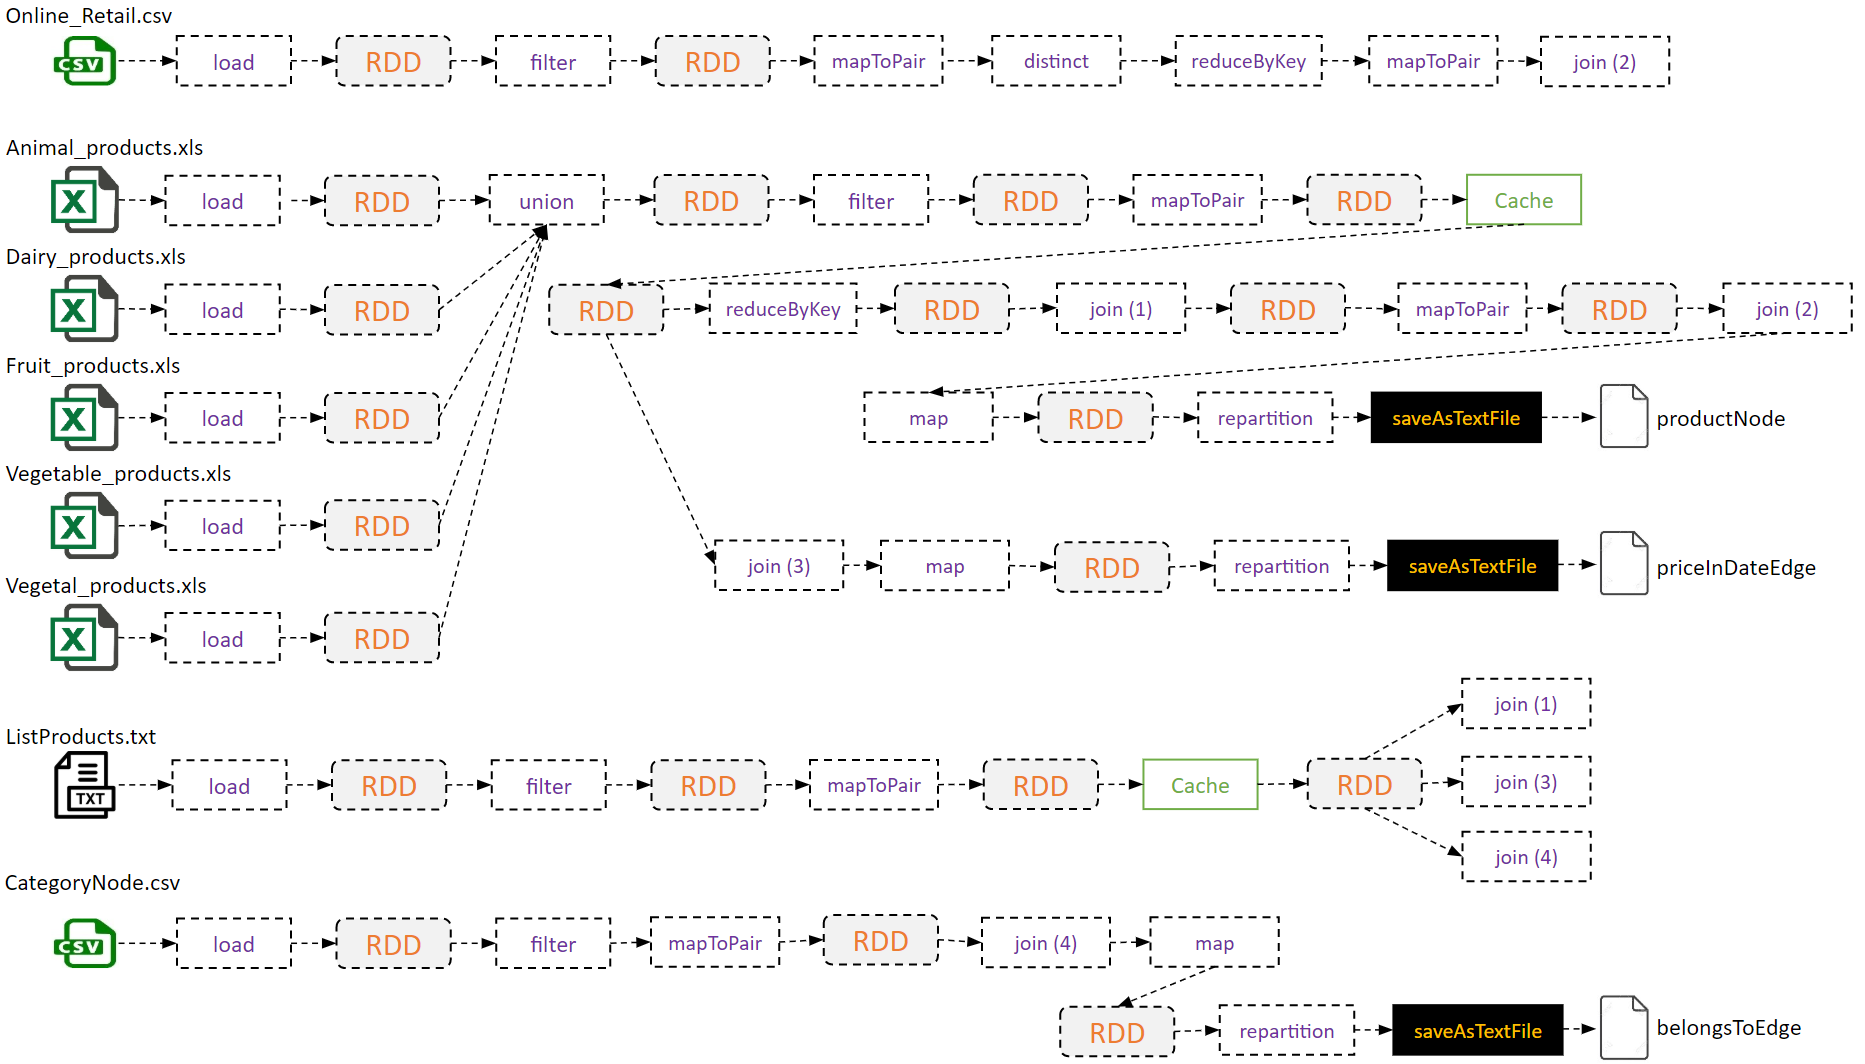 Online_Retail.csv
CSV load RDD filter RDD mapToPair distinct reduceByKey mapToPair join (2)
Animal_products.xls
X load RDD union RDD filter RDD mapToPair RDD Cache
Dairy_products.xls
X load RDD RDD reduceByKey RDD join (1) RDD mapToPair RDD join (2)
Fruit_products.xls
X load RDD map RDD repartition saveAsTextFile productNode
Vegetable_products.xls
X load RDD
join (3) map RDD repartition saveAsTextFile priceInDateEdge
Vegetal_products.xls
X load RDD
join (1)
ListProducts.txt
TXT load RDD filter RDD mapToPair RDD Cache RDD join (3)
join (4)
CategoryNode.csv
CSV load RDD filter mapToPair RDD join (4) map
RDD repartition saveAsTextFile belongsToEdge